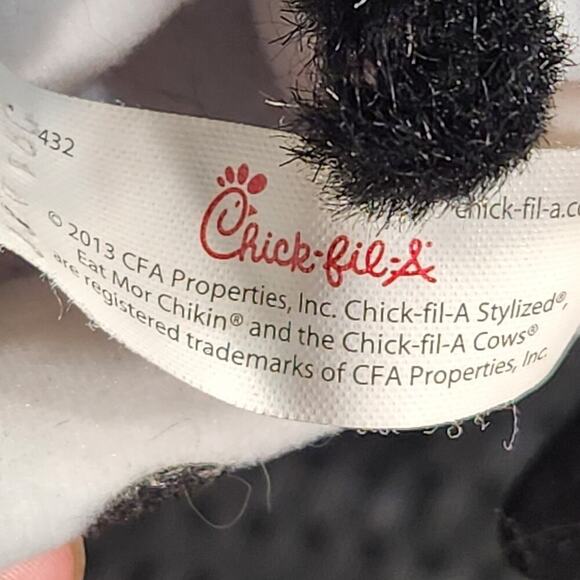 432
chick-fil-a.c
Chick-fil-A®
© 2013 CFA Properties, Inc. Chick-fil-A Stylized®,
Eat Mor Chikin® and the Chick-fil-A Cows®
are registered trademarks of CFA Properties, Inc.